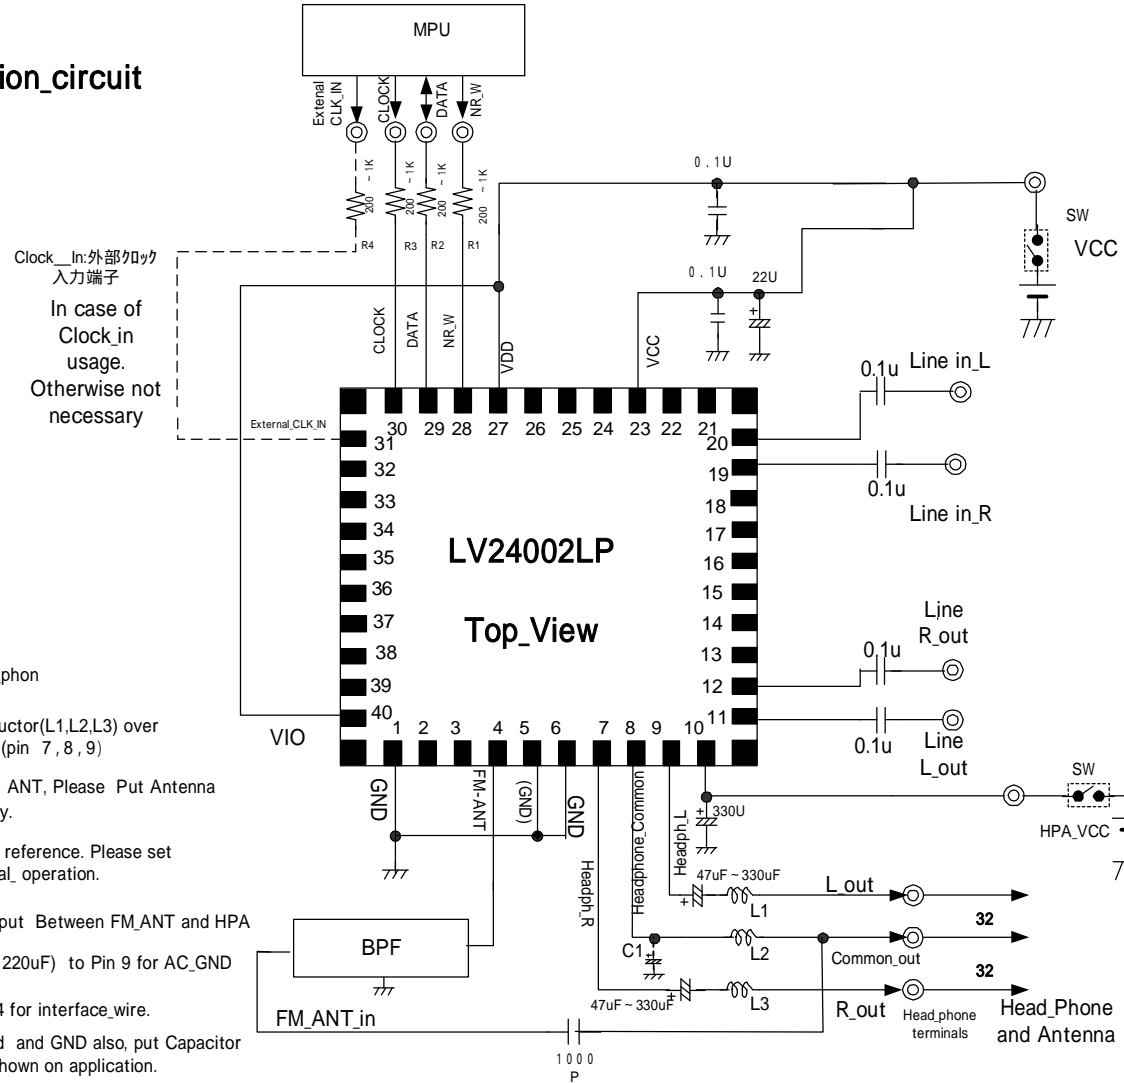 MPU
ion_circuit
Extenal
CLK_IN
CLOCK
DATA
NR_W
200 ~ 1K
200 ~ 1K
200 ~ 1K
200 ~ 1K
R4
R3
R2
R1
0.1U
SW
VCC
Clock__In:外部クロック
入力端子
In case of
Clock_in
usage.
Otherwise not
necessary
0.1U
22U
+
CLOCK
DATA
NR_W
VDD
VCC
0.1u
Line in_L
External_CLK_IN
30
29
28
27
26
25
24
23
22
21
31
32
33
34
35
36
37
38
39
40
20
19
18
17
16
15
14
13
12
11
0.1u
Line in_R
LV24002LP
Top_View
Line
R_out
0.1u
0.1u
Line
L_out
VIO
1
2
3
4
5
6
7
8
9
10
phon
uctor(L1,L2,L3) over
(pin 7,8,9)
ANT, Please Put Antenna
y.
reference. Please set
al_ operation.
put Between FM_ANT and HPA
220uF) to Pin 9 for AC_GND
4 for interface_wire.
d and GND also, put Capacitor
hown on application.
GND
FM-ANT
(GND)
GND
Headph_R
Headphone_Common
Headph_L
+
330U
SW
HPA_VCC
7
47uF~330uF
+
L1
L_out
32
BPF
C1
+
L2
Common_out
32
47uF~330uF
+
L3
R_out
Head_phone
terminals
Head_Phone
and Antenna
FM_ANT_in
1000
P